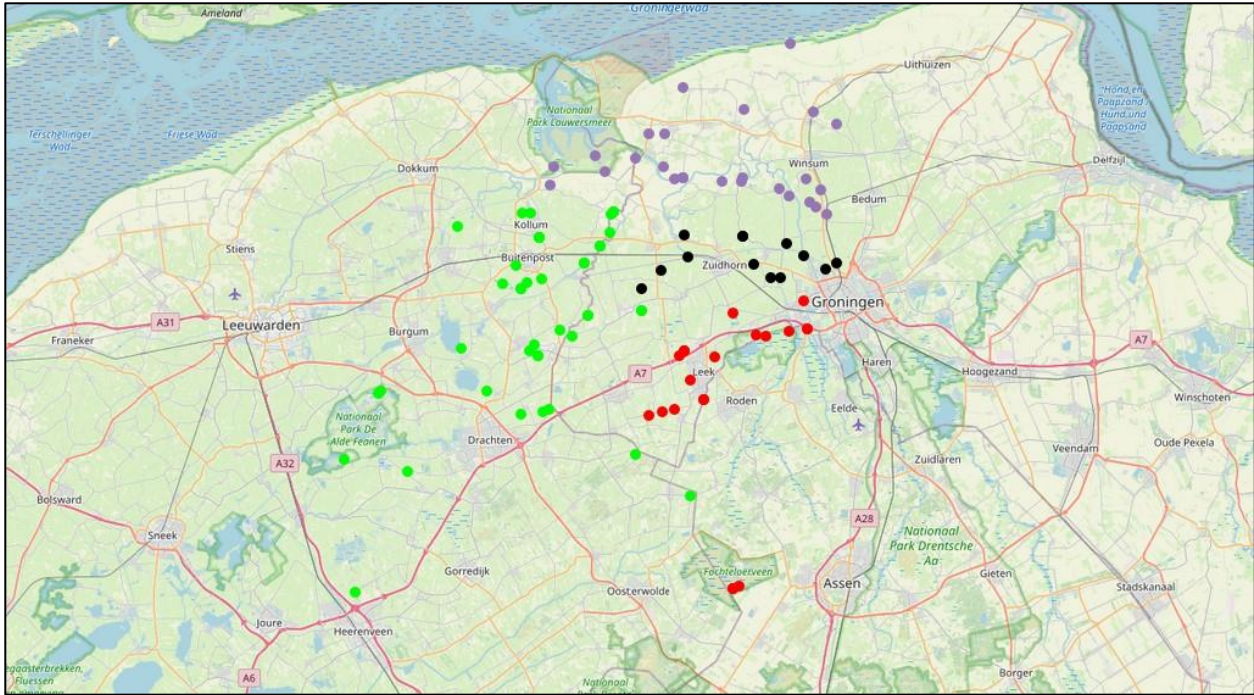 Ameland
Groningerwad
Uithuizen
Hond en
Paapzand /
Hund und
Paapsand
Terschellinger
Wad
Friese Wad
Nationaal
Park Lauwersmeer
Dokkum
Winsum
Delfzijl
Bedum
Kollum
Stiens
Buitenpost
Zuidhorn
Groningen
A31
Leeuwarden
Franeker
Burgum
A7
Haren
Hoogezand
A7
Leek
Winschoten
Roden
Eelde
Nationaal
Park De
Alde Feanen
Drachten
Oude Pekela
Veendam
Zuidlaren
A32
Bolsward
A28
Sneek
Nationaal
Park Drentsche
Aa
Gorredijk
Fochteloërveen
Gieten
Assen
Stadskanaal
Oosterwolde
Joure
Heerenveen
Fluessen
A6
Borger
Nationaal